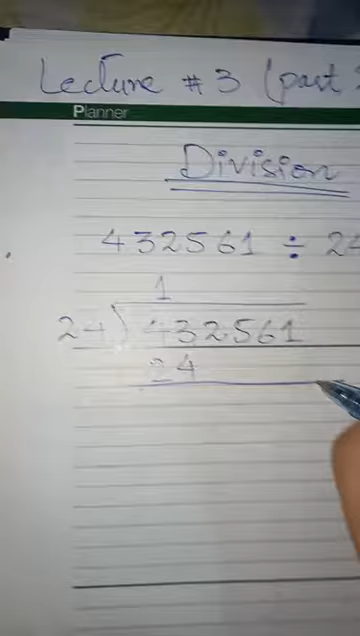 Lecture # 3 (part
Planner
Division
432561 ÷ 24
1
24) 432561
24